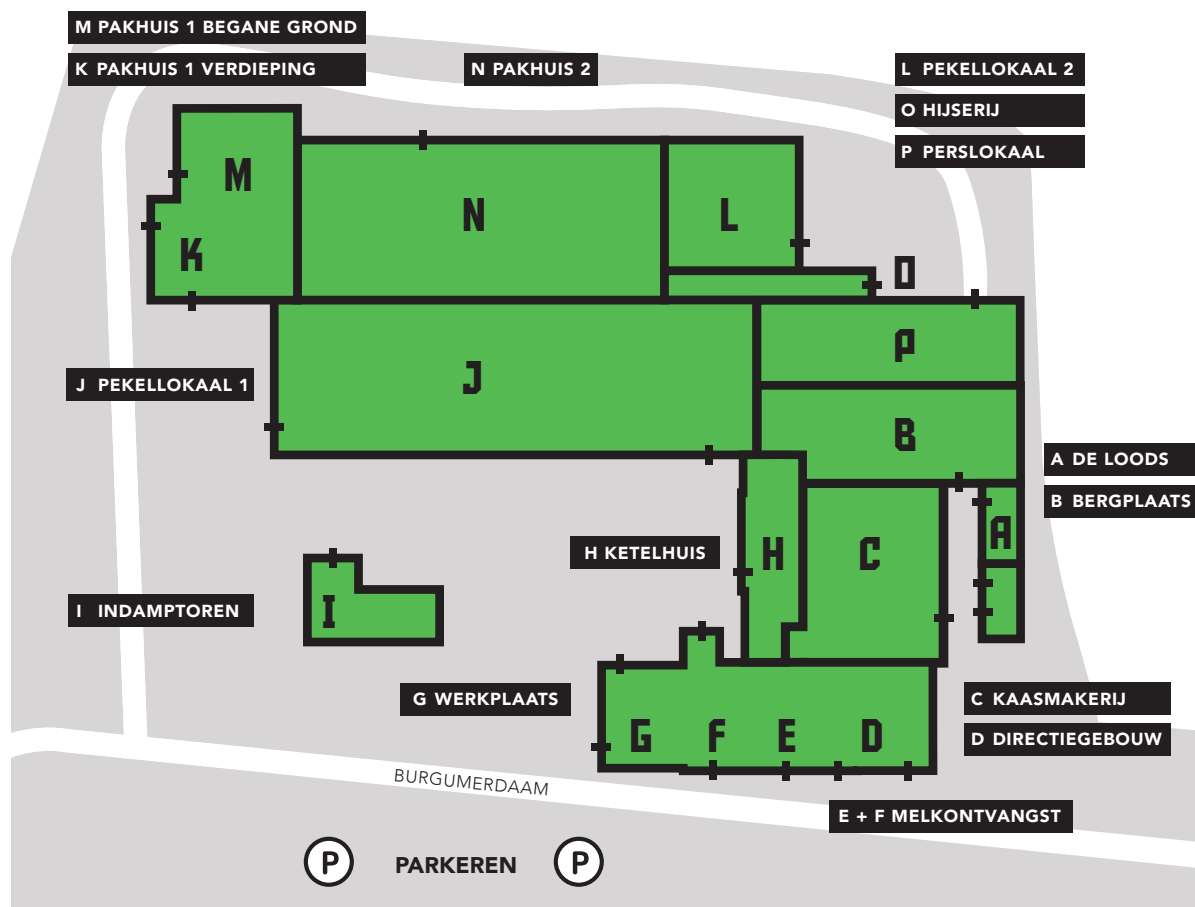 M PAKHUIS 1 BEGANE GROND
K PAKHUIS 1 VERDIEPING
N PAKHUIS 2
L PEKELLOKAAL 2
O HIJSERIJ
P PERSLOKAAL
M
N
L
K
O
P
J
J PEKELLOKAAL 1
B
A DE LOODS
B BERGPLAATS
A
H KETELHUIS
H
C
I INDAMPTOREN
I
G WERKPLAATS
C KAASMAKERIJ
D DIRECTIEGEBOUW
G F E D
BURGUMERDAAM
E + F MELKONTVANGST
P PARKEREN P